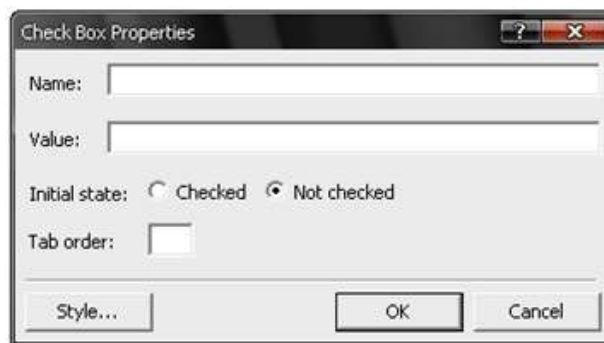 Check Box Properties ?
Name:
Value:
Initial state: Checked Not checked
Tab order:
Style... OK Cancel